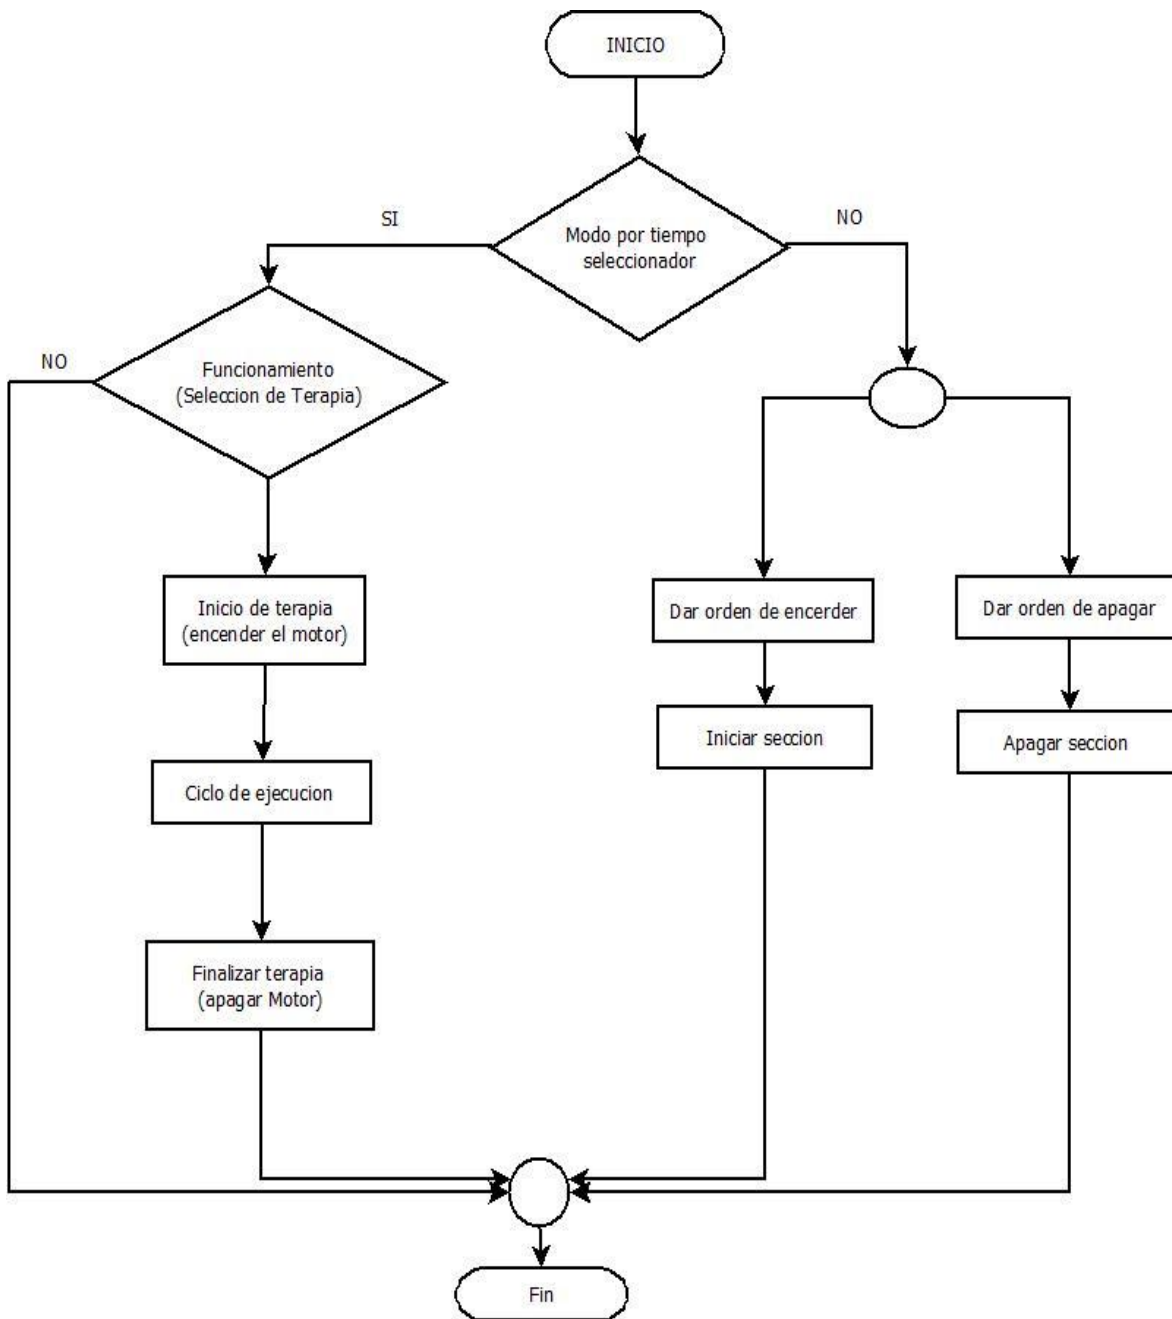 INICIO
SI
NO
Modo por tiempo
seleccionador
NO
Funcionamiento
(Seleccion de Terapia)
Inicio de terapia
(encender el motor)
Dar orden de encerder
Dar orden de apagar
Iniciar seccion
Apagar seccion
Ciclo de ejecucion
Finalizar terapia
(apagar Motor)
Fin